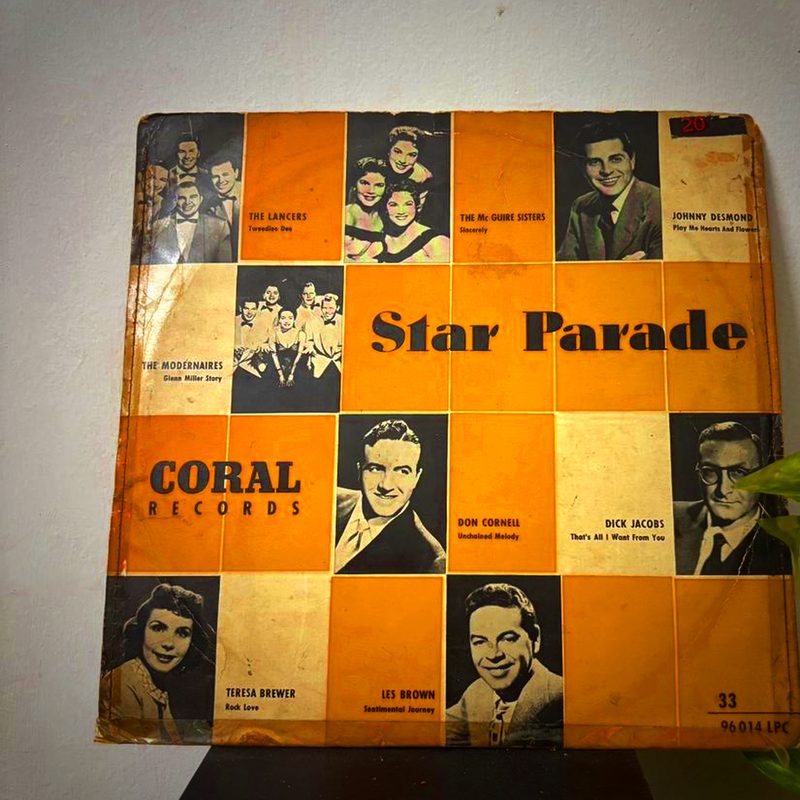 20
THE LANCERS
Tweedlee Dee
THE Mc GUIRE SISTERS
Sincerely
JOHNNY DESMOND
Play Me Hearts And Flowers
THE MODERNAIRES
Glenn Miller Story
Star Parade
CORAL
RECORDS
DON CORNELL
Unchained Melody
DICK JACOBS
That's All I Want From You
TERESA BREWER
Rock Love
LES BROWN
Sentimental Journey
33
96014 LPC